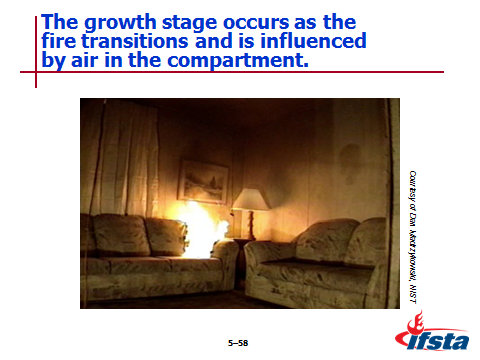 The growth stage occurs as the
fire transitions and is influenced
by air in the compartment.
Courtesy of Dan Madrzykowski, NIST
5–58
ifsta